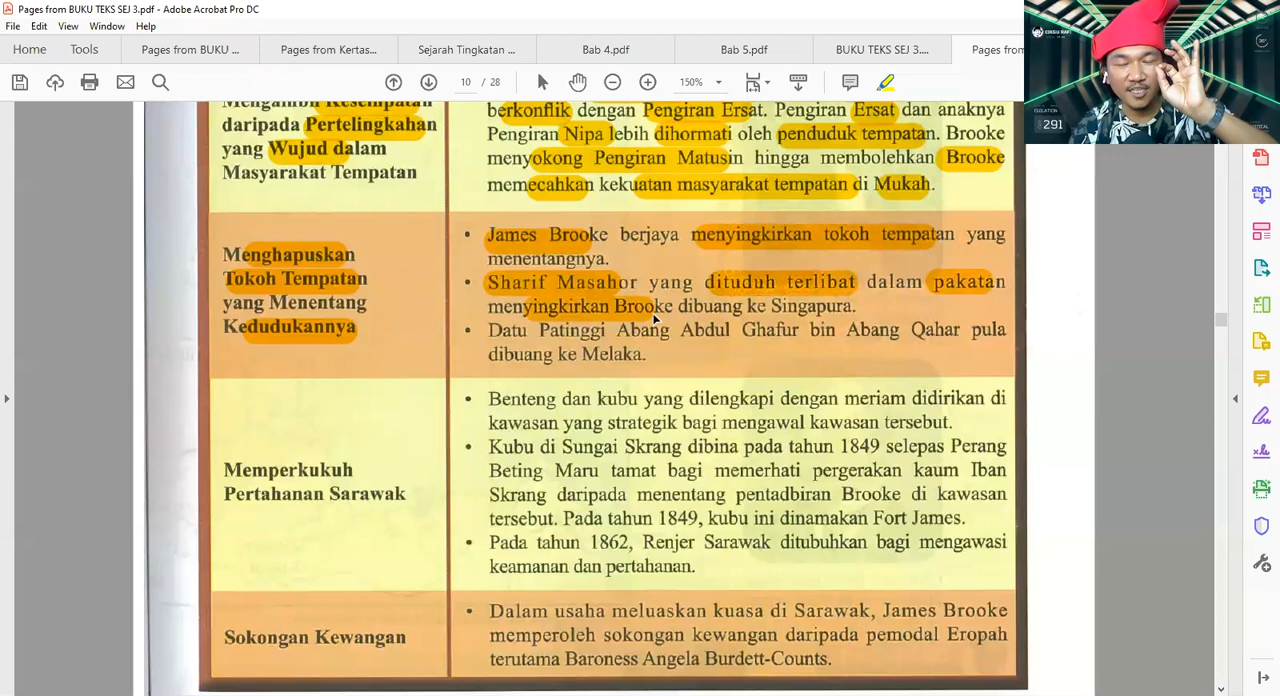 Pages from BUKU TEKS SEJ 3.pdf - Adobe Acrobat Pro DC
File Edit View Window Help
Home Tools Pages from BUKU ... Pages from Kertas... Sejarah Tingkatan ... Bab 4.pdf Bab 5.pdf BUKU TEKS SEJ 3.... Pages from
10 / 28 150%
291
Mengambil Kesempatan
daripada Pertelingkahan
yang Wujud dalam
Masyarakat Tempatan
berkonflik dengan Pengiran Ersat. Pengiran Ersat dan anaknya
Pengiran Nipa lebih dihormati oleh penduduk tempatan. Brooke
menyokong Pengiran Matusin hingga membolehkan Brooke
memecahkan kekuatan masyarakat tempatan di Mukah.
Menghapuskan
Tokoh Tempatan
yang Menentang
Kedudukannya
• James Brooke berjaya menyingkirkan tokoh tempatan yang
menentangnya.
• Sharif Masahor yang dituduh terlibat dalam pakatan
menyingkirkan Brooke dibuang ke Singapura.
• Datu Patinggi Abang Abdul Ghafur bin Abang Qahar pula
dibuang ke Melaka.
Memperkukuh
Pertahanan Sarawak
• Benteng dan kubu yang dilengkapi dengan meriam didirikan di
kawasan yang strategik bagi mengawal kawasan tersebut.
• Kubu di Sungai Skrang dibina pada tahun 1849 selepas Perang
Beting Maru tamat bagi memerhati pergerakan kaum Iban
Skrang daripada menentang pentadbiran Brooke di kawasan
tersebut. Pada tahun 1849, kubu ini dinamakan Fort James.
• Pada tahun 1862, Renjer Sarawak ditubuhkan bagi mengawasi
keamanan dan pertahanan.
Sokongan Kewangan
• Dalam usaha meluaskan kuasa di Sarawak, James Brooke
memperoleh sokongan kewangan daripada pemodal Eropah
terutama Baroness Angela Burdett-Counts.